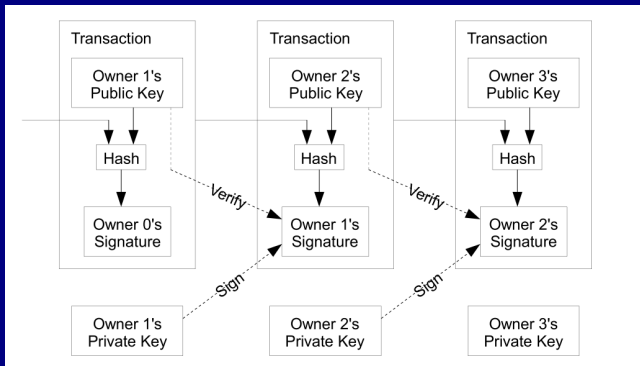 Transaction
Transaction
Transaction
Owner 1's
Public Key
Owner 2's
Public Key
Owner 3's
Public Key
Hash
Hash
Hash
Verify
Verify
Owner 0's
Signature
Owner 1's
Signature
Owner 2's
Signature
Sign
Sign
Owner 1's
Private Key
Owner 2's
Private Key
Owner 3's
Private Key